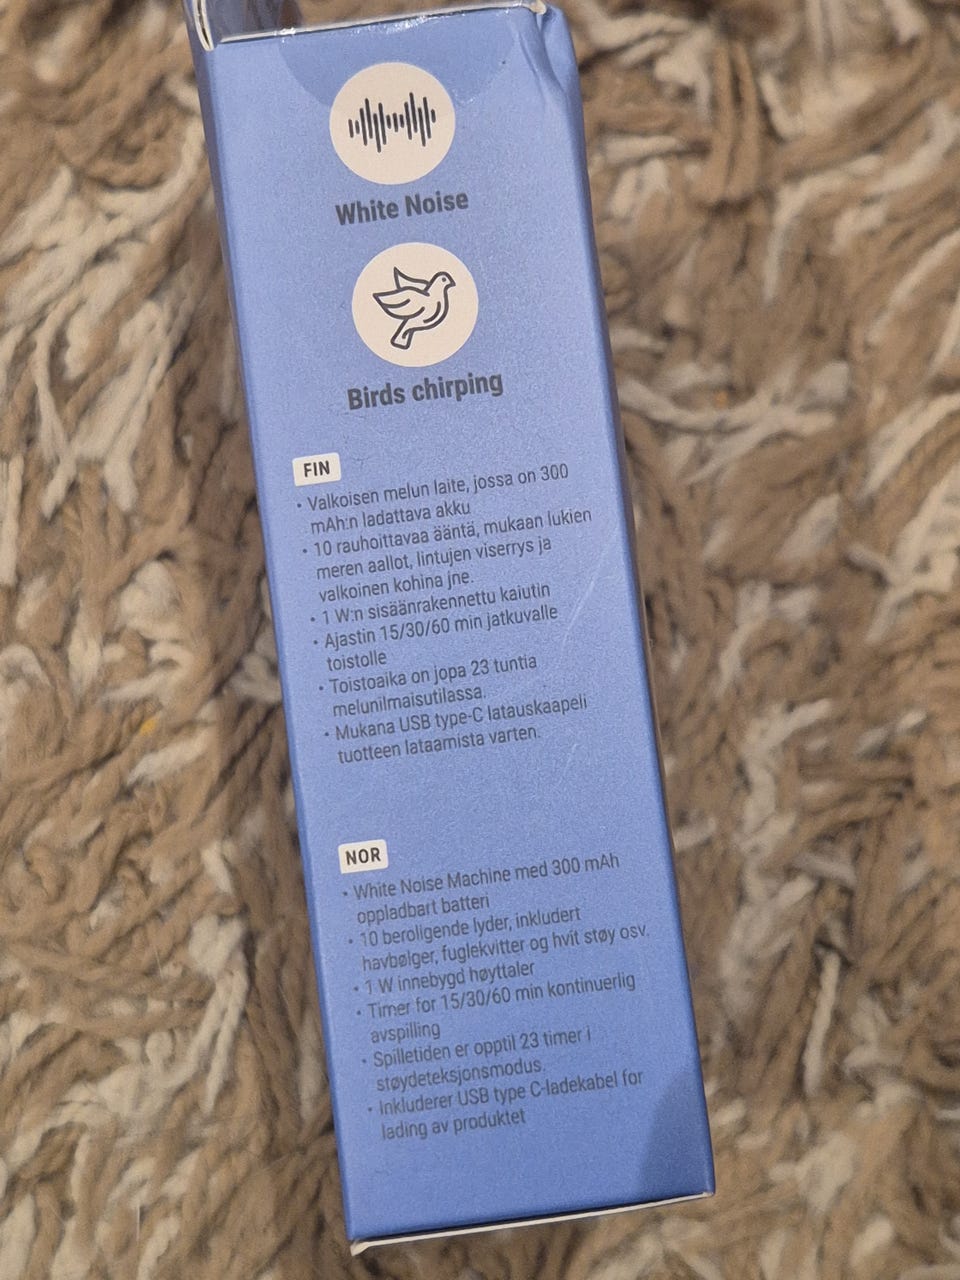 White Noise
Birds chirping
FIN
• Valkoisen melun laite, jossa on 300
mAh:n ladattava akku
• 10 rauhoittavaa ääntä, mukaan lukien
meren aallot, lintujen viserrys ja
valkoinen kohina jne.
• 1 W:n sisäänrakennettu kaiutin
• Ajastin 15/30/60 min jatkuvalle
toistolle
• Toistoaika on jopa 23 tuntia
melunilmaisutilassa.
• Mukana USB type-C latauskaapeli
tuotteen lataamista varten.
NOR
• White Noise Machine med 300 mAh
oppladbart batteri
• 10 beroligende lyder, inkludert
havbølger, fuglekvitter og hvit støy osv.
• 1 W innebygd høyttaler
• Timer for 15/30/60 min kontinuerlig
avspilling
• Spilletiden er opptil 23 timer i
støydeteksjonsmodus.
• Inkluderer USB type C-ladekabel for
lading av produktet